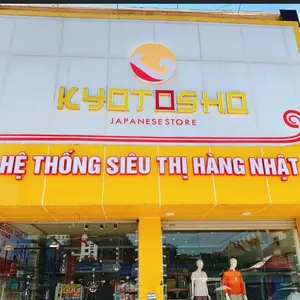 KYOTOSHO
JAPANESE STORE
HỆ THỐNG SIÊU THỊ HÀNG NHẬT